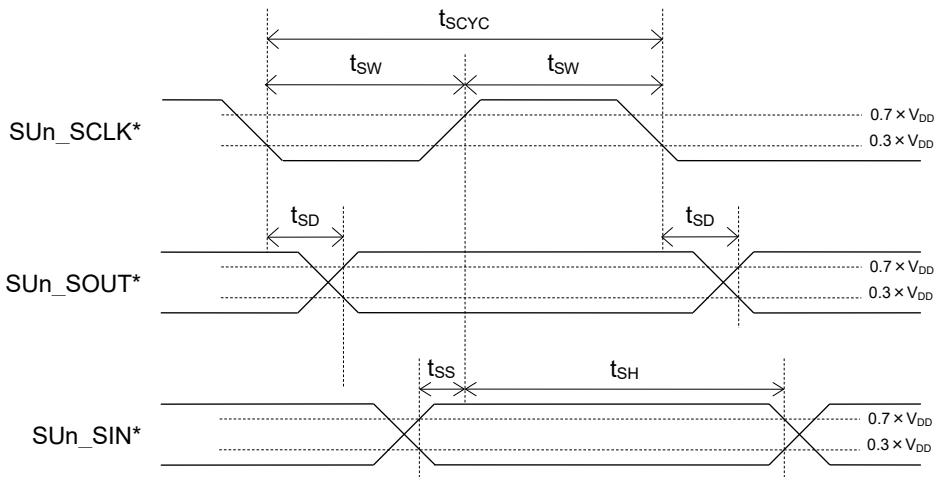 tSCYC
tSW tSW
SUn_SCLK*
0.7 × VDD
0.3 × VDD
tSD tSD
SUn_SOUT*
0.7 × VDD
0.3 × VDD
tSS tSH
SUn_SIN*
0.7 × VDD
0.3 × VDD